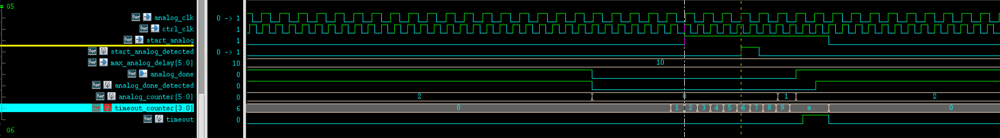 G5
analog_clk 0 -> 1
ctrl_clk 1
start_analog 1
start_analog_detected 0 -> 1
max_analog_delay[5:0] 10 10
analog_done 0
analog_done_detected 0
analog_counter[5:0] 0 2 0 1 2
timeout_counter[3:0] 6 0 1 2 3 4 5 6 7 8 9 a 0
timeout 0
G6